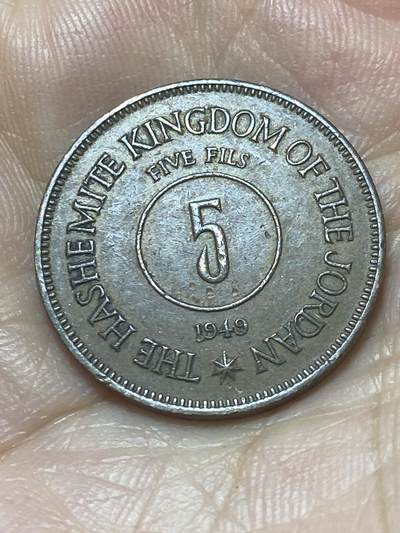 THE HASHEMITE KINGDOM OF THE JORDAN
FIVE FILS
5
1949